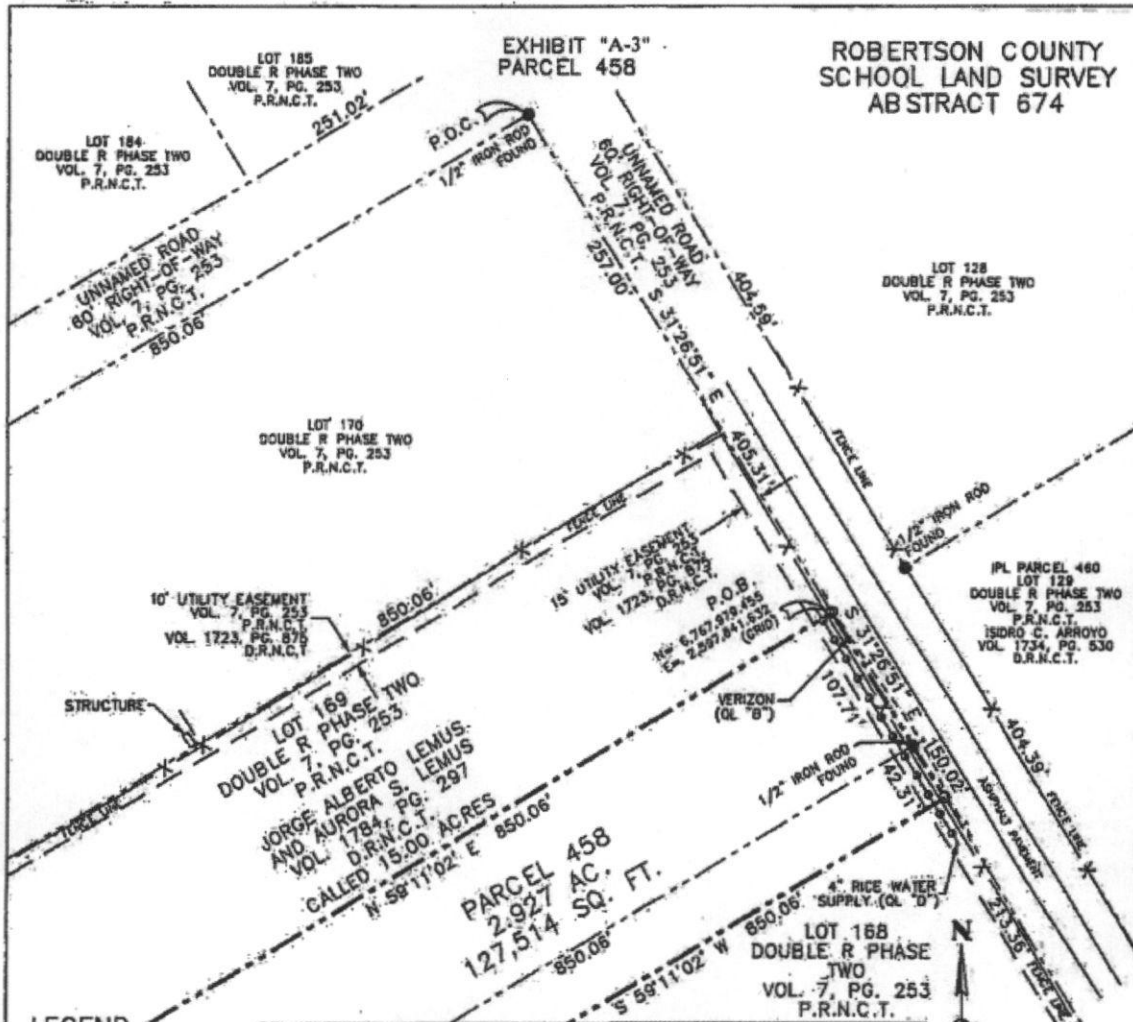 EXHIBIT "A-3"
PARCEL 458
ROBERTSON COUNTY
SCHOOL LAND SURVEY
ABSTRACT 674
LOT 185
DOUBLE R PHASE TWO
VOL. 7, PG. 253
P.R.N.C.T.
251.02'
P.O.C.
1/2" IRON ROD
FOUND
LOT 184
DOUBLE R PHASE TWO
VOL. 7, PG. 253
P.R.N.C.T.
UNNAMED ROAD
60' RIGHT-OF-WAY
VOL. 7, PG. 253
P.R.N.C.T.
850.06'
UNNAMED ROAD
60' RIGHT-OF-WAY
VOL. 7, PG. 253
P.R.N.C.T.
257.00'
S 31°26'51" E
405.31'
404.59'
FENCE LINE
LOT 128
DOUBLE R PHASE TWO
VOL. 7, PG. 253
P.R.N.C.T.
LOT 170
DOUBLE R PHASE TWO
VOL. 7, PG. 253
P.R.N.C.T.
FENCE LINE
1/2" IRON ROD
FOUND
15' UTILITY EASEMENT
VOL. 7, PG. 253
P.R.N.C.T.
VOL. 1723, PG. 875
D.R.N.C.T.
P.O.B.
N= 6,767,979.455
E= 2,597,841.632
(GRID)
IPL PARCEL 460
LOT 129
DOUBLE R PHASE TWO
VOL. 7, PG. 253
P.R.N.C.T.
ISIDRO C. ARROYO
VOL 1734, PG. 530
D.R.N.C.T.
10' UTILITY EASEMENT
VOL. 7, PG. 253
P.R.N.C.T.
VOL. 1723, PG. 875
D.R.N.C.T
850.06'
S 31°26'51" E
150.02'
VERIZON
(QL "B")
107.71'
42.31'
STRUCTURE
LOT 169
DOUBLE R PHASE TWO
VOL. 7, PG. 253
P.R.N.C.T.
JORGE ALBERTO LEMUS
AND AURORA S. LEMUS
VOL. 1784, PG. 297
D.R.N.C.T.
CALLED 15.00 ACRES
N 59°11'02" E 850.06'
FENCE LINE
1/2" IRON ROD
FOUND
404.39'
FENCE LINE
ASPHALT PAVEMENT
PARCEL 458
2.927 AC.
127,514 SQ. FT.
850.06'
S 59°11'02" W 850.06'
4" RICE WATER
SUPPLY (QL "D")
213.36'
FENCE LINE
LOT 168
DOUBLE R PHASE
TWO
VOL. 7, PG. 253
P.R.N.C.T.
N
LEGEND